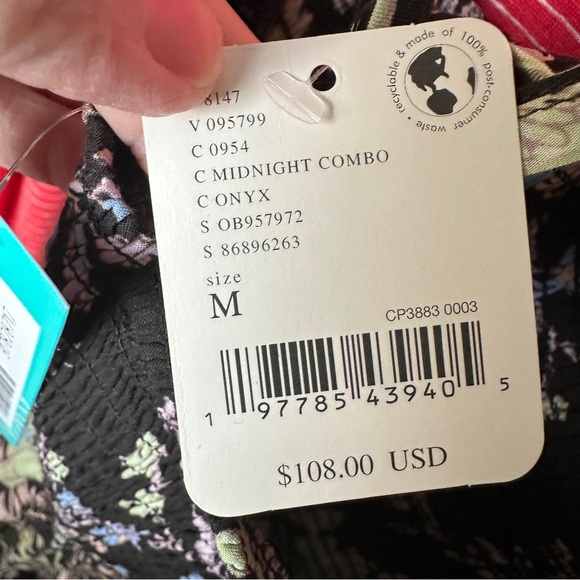 recyclable & made of 100% post-consumer waste •
8147
V 095799
C 0954
C MIDNIGHT COMBO
C ONYX
S OB957972
S 86896263
size
M
CP3883 0003
1 97785 43940 5
$108.00 USD